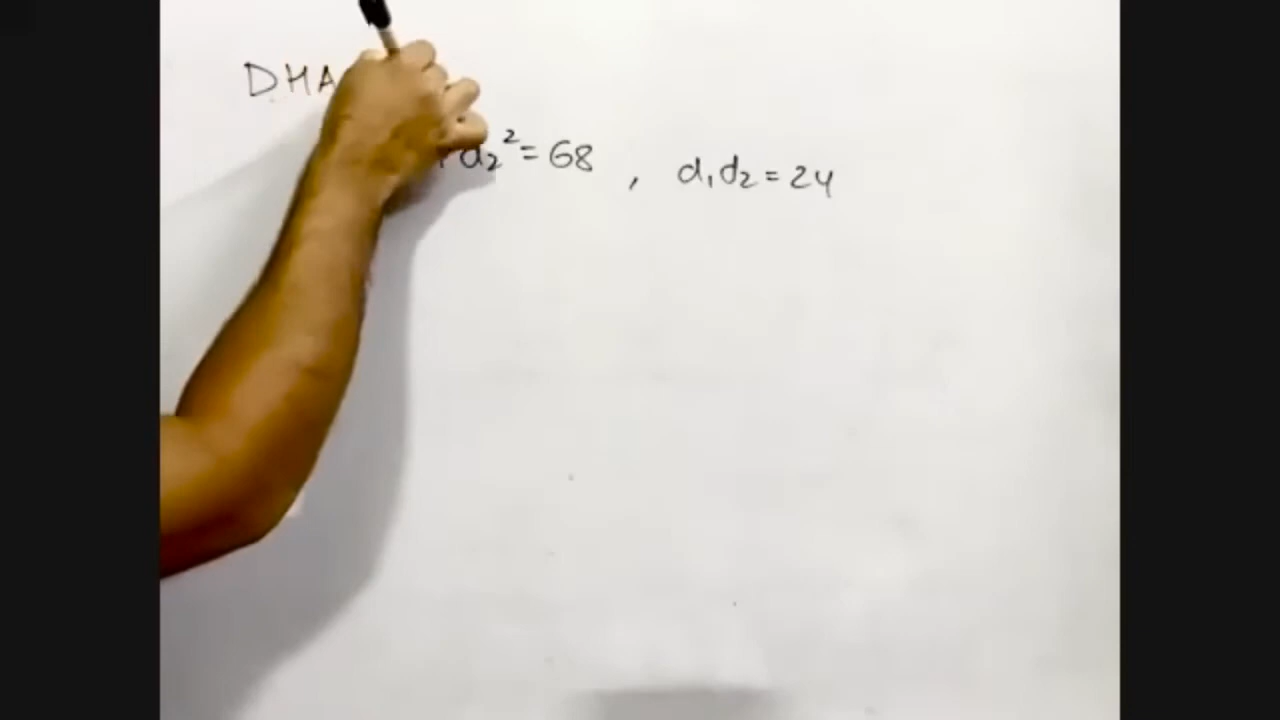 DHA
d₂² = 68 , d₁d₂ = 24